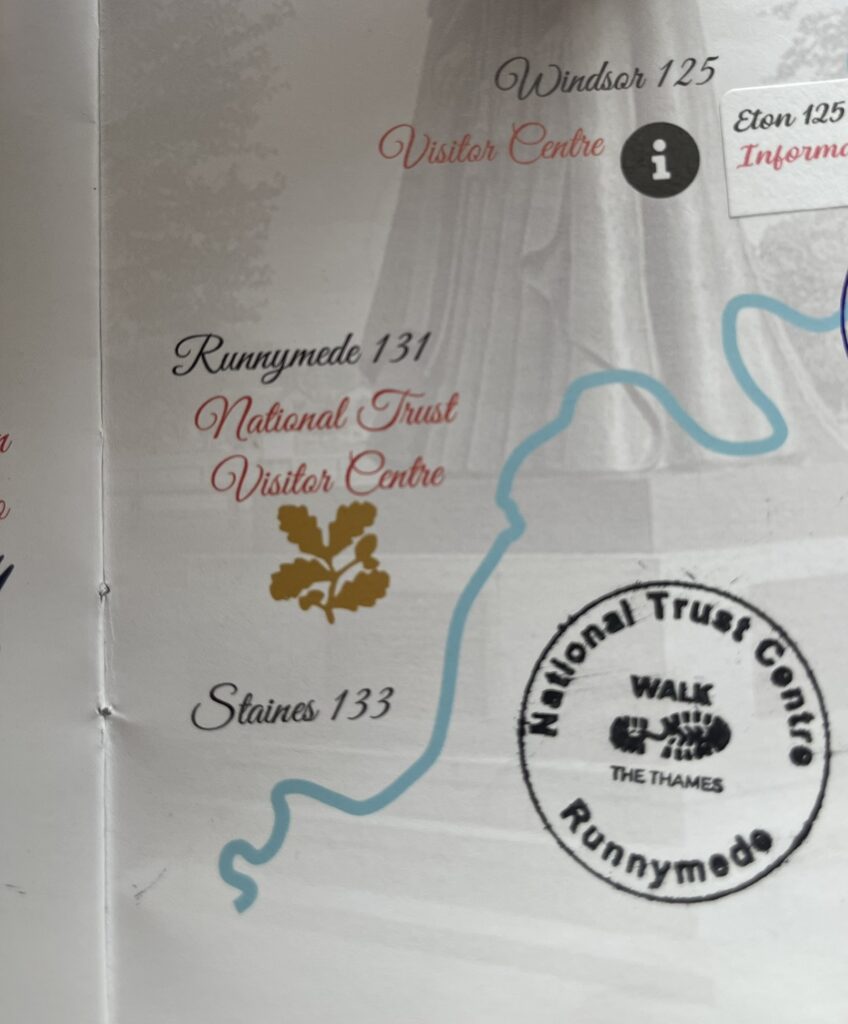 Windsor 125
Visitor Centre
i
Eton 125
Runnymede 131
National Trust
Visitor Centre
Staines 133
National Trust Centre
WALK
THE THAMES
Runnymede